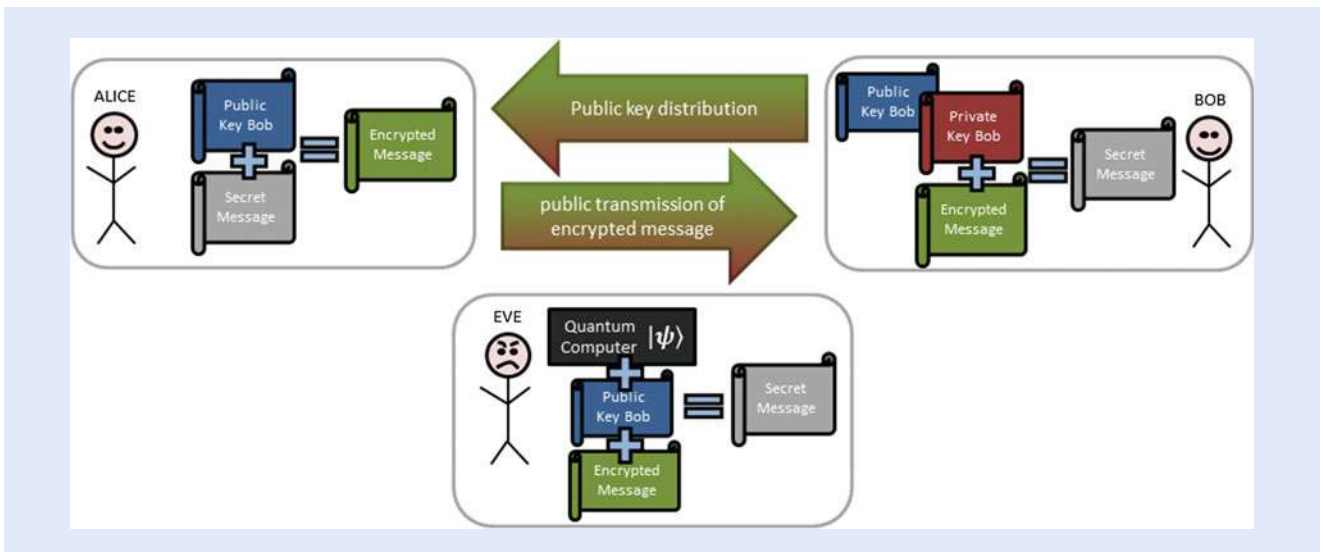 ALICE
Public
Key Bob
Secret
Message
Encrypted
Message
Public key distribution
public transmission of
encrypted message
Public
Key Bob
Private
Key Bob
Encrypted
Message
Secret
Message
BOB
EVE
Quantum
Computer |ψ⟩
Public
Key Bob
Encrypted
Message
Secret
Message